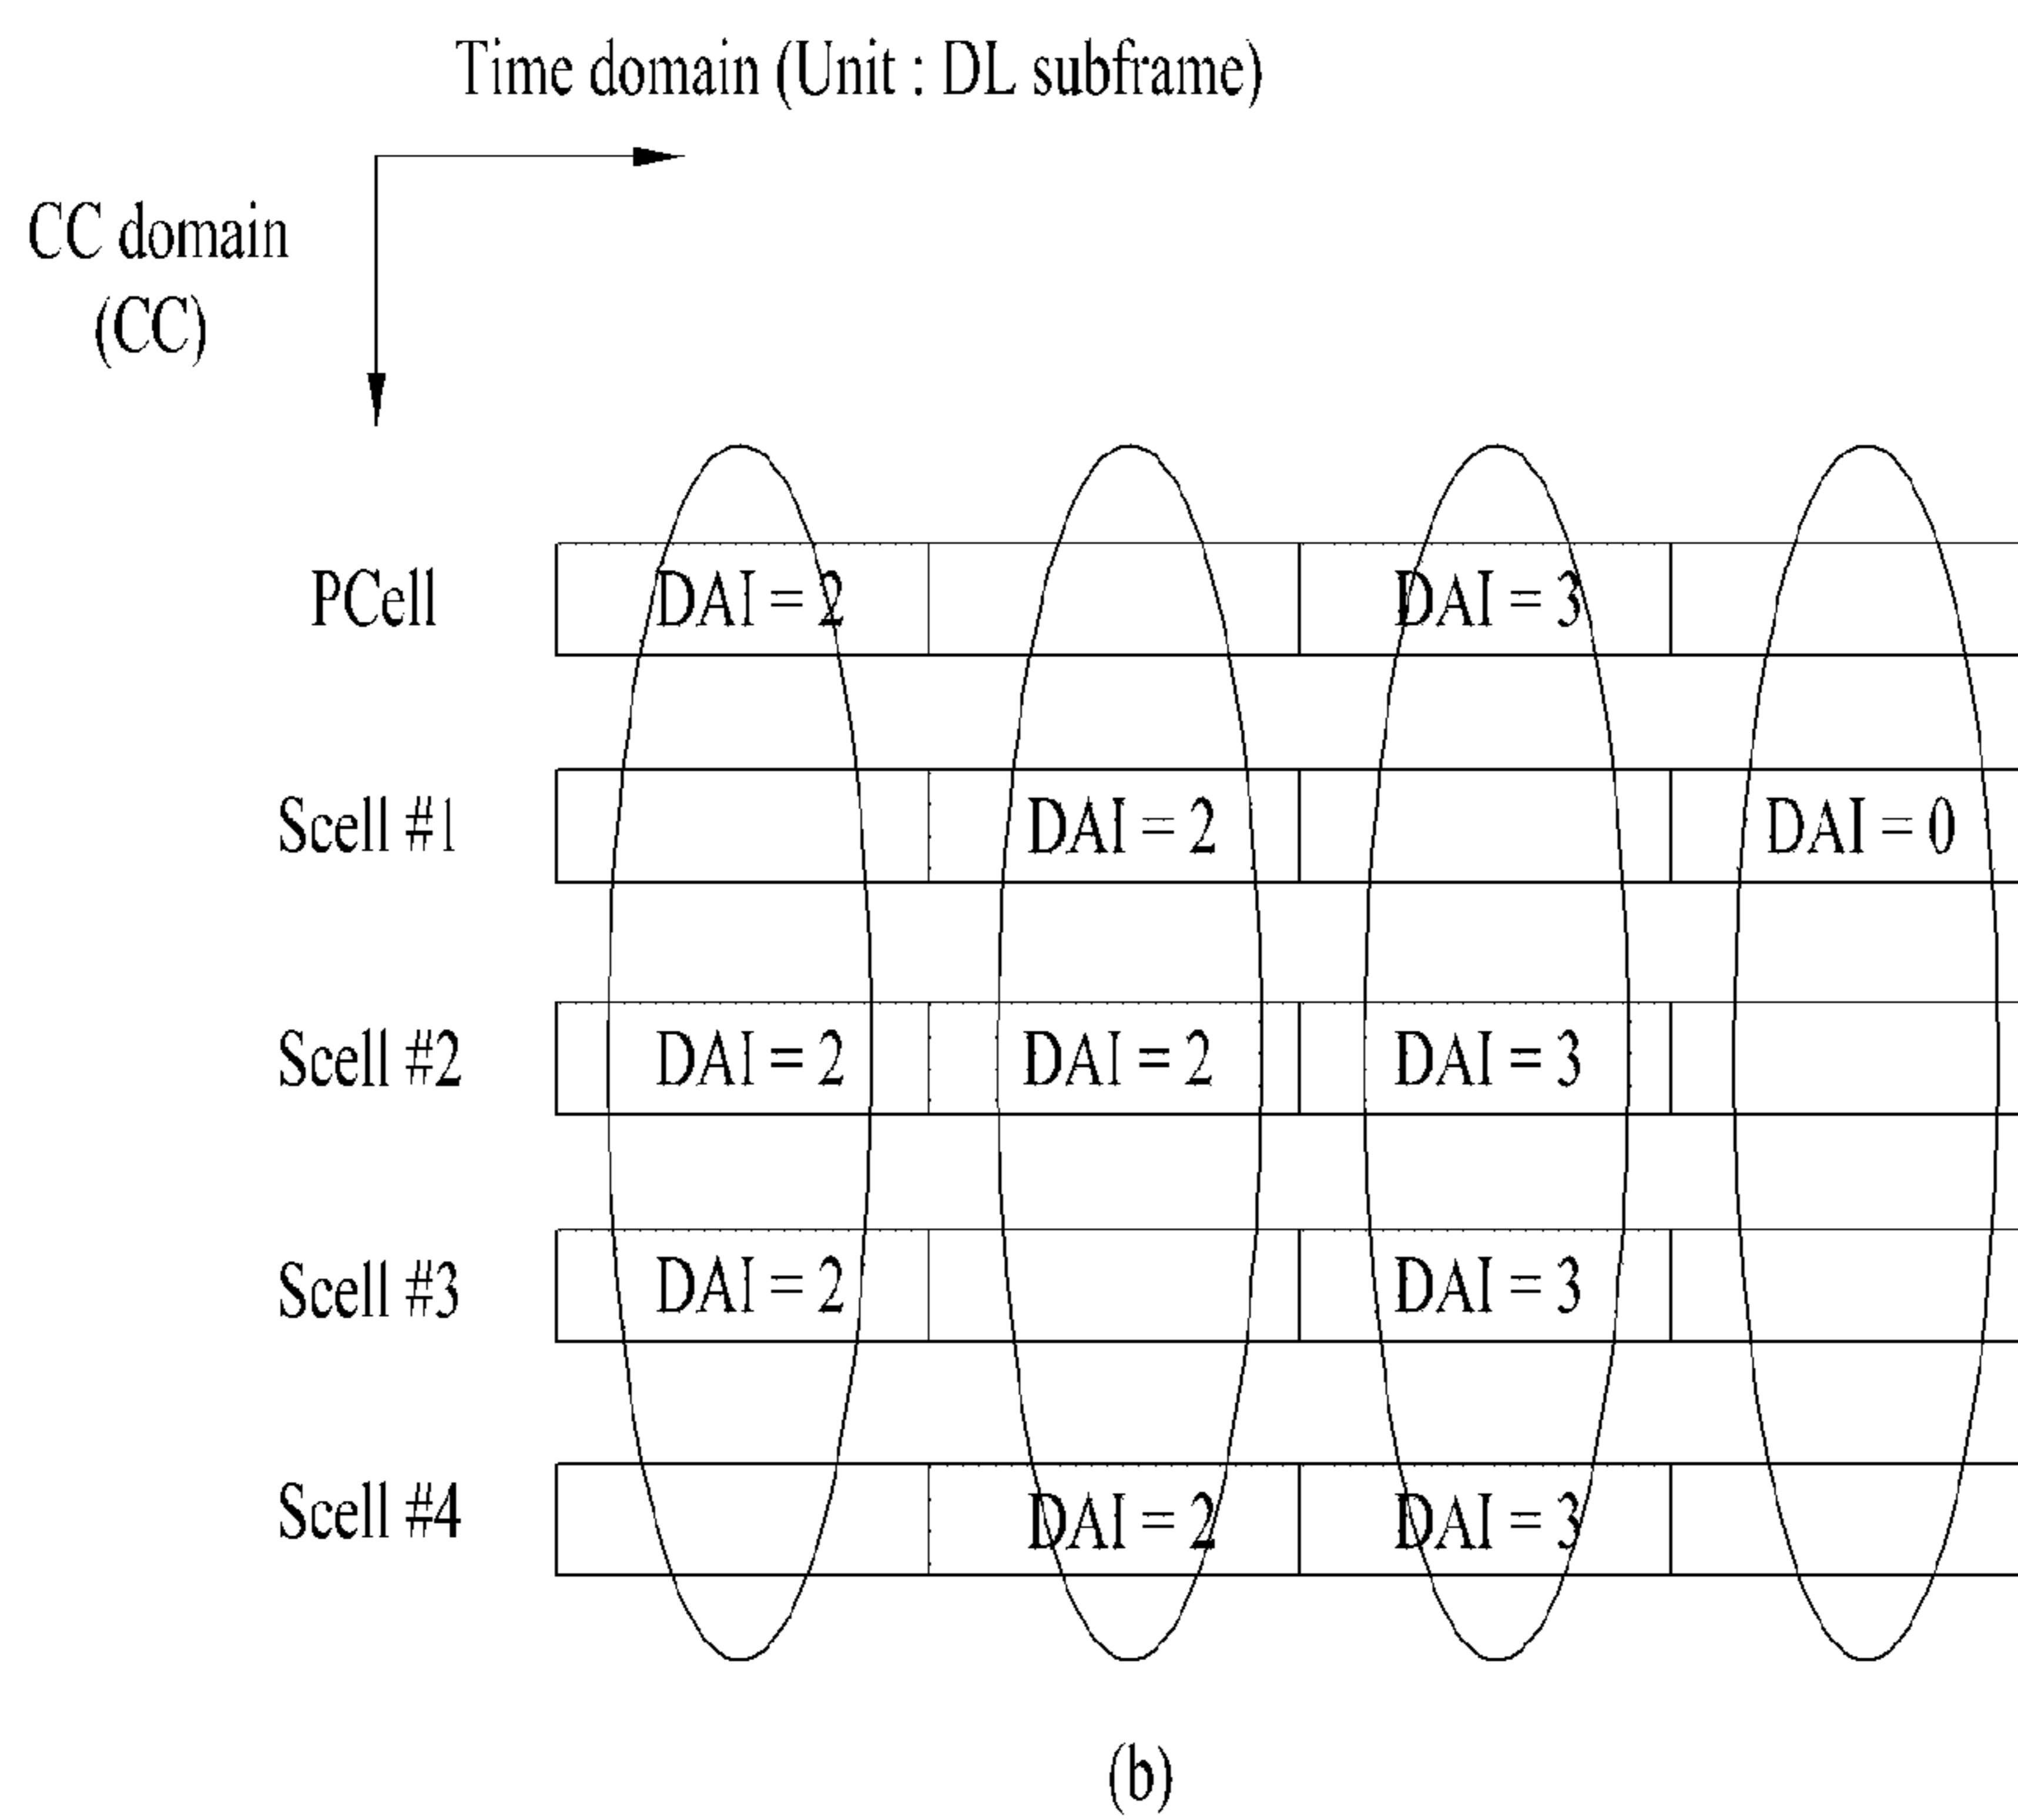 Time domain (Unit : DL subframe)
CC domain
(CC)
PCell DAI = 2 DAI = 3
Scell #1 DAI = 2 DAI = 0
Scell #2 DAI = 2 DAI = 2 DAI = 3
Scell #3 DAI = 2 DAI = 3
Scell #4 DAI = 2 DAI = 3
(b)